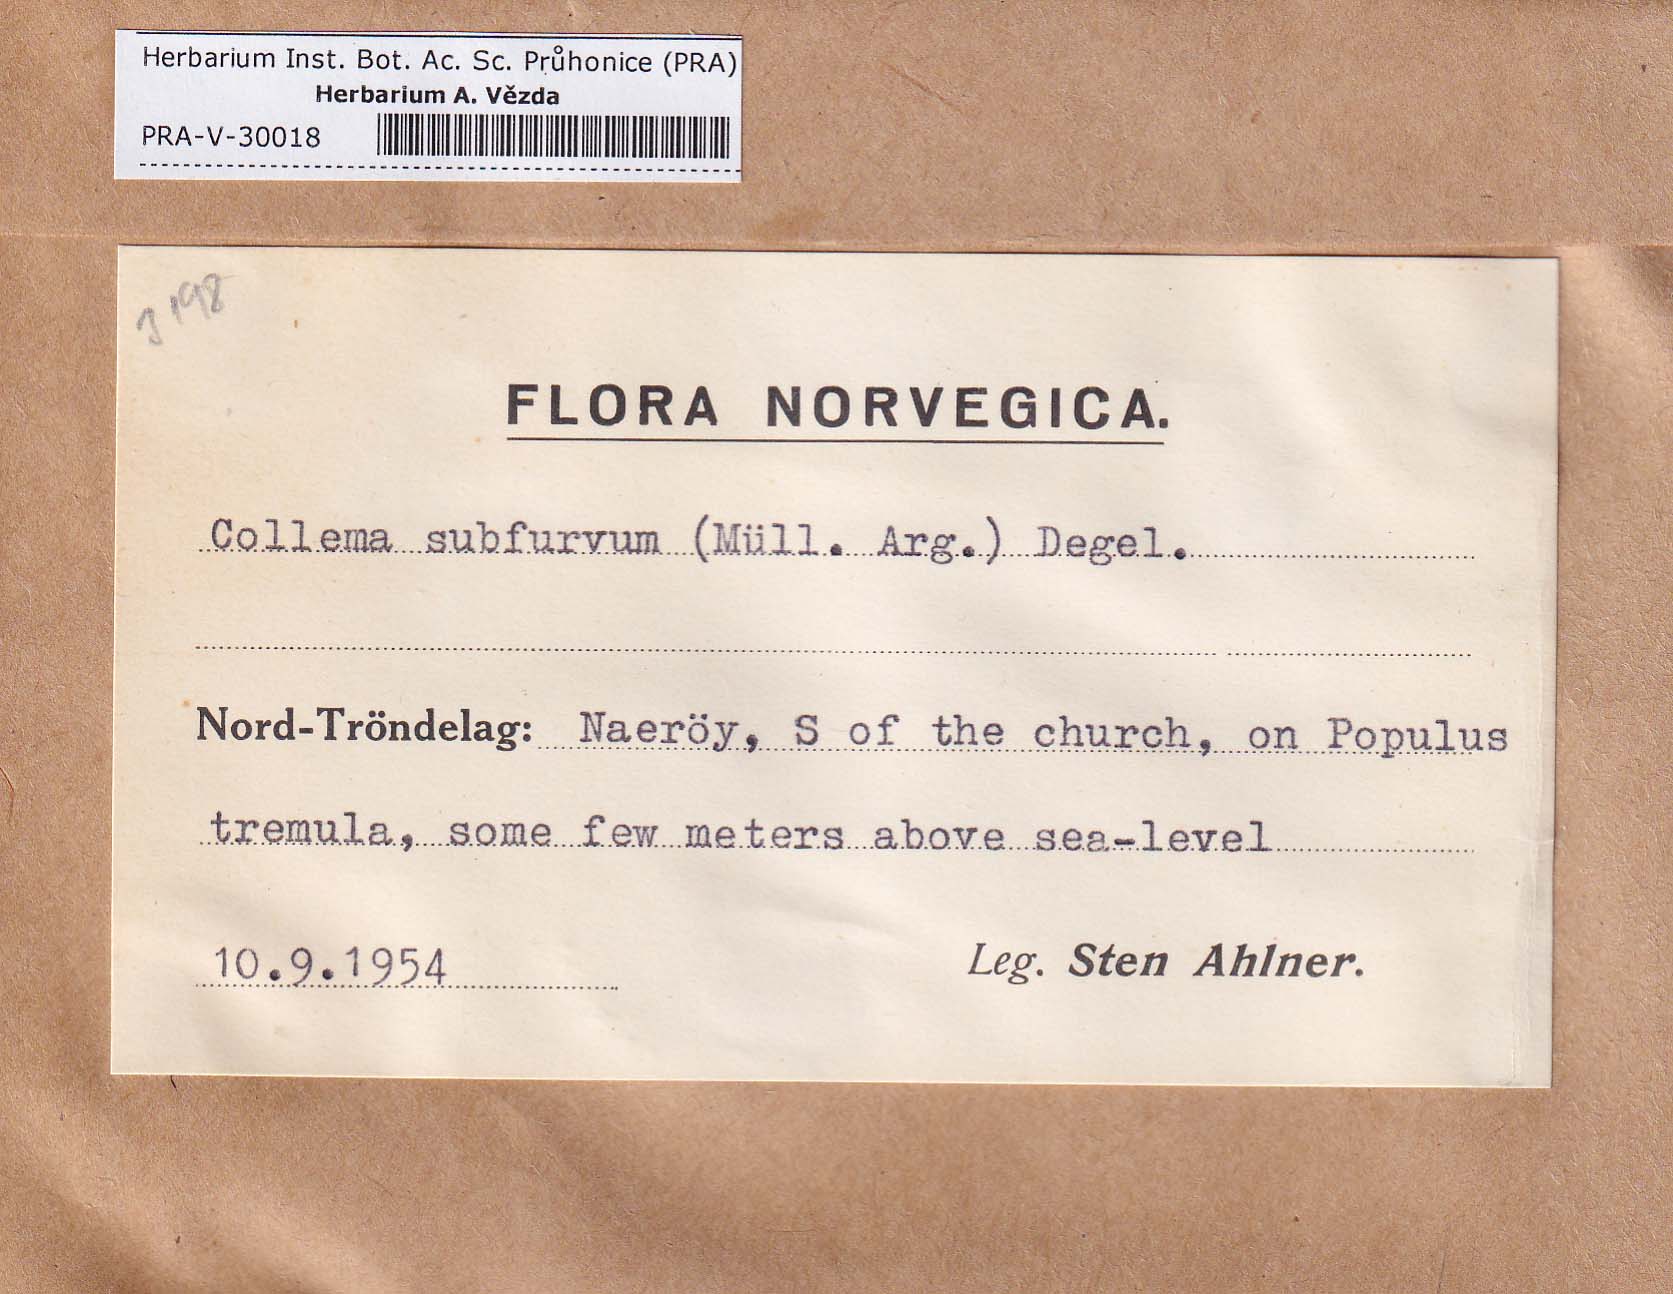 Herbarium Inst. Bot. Ac. Sc. Průhonice (PRA)
Herbarium A. Vězda
PRA-V-30018
FLORA NORVEGICA.
Collema subfurvum (Müll. Arg.) Degel.
Nord-Tröndelag: Naeröy, S of the church, on Populus
tremula, some few meters above sea-level
10.9.1954
Leg. Sten Ahlner.